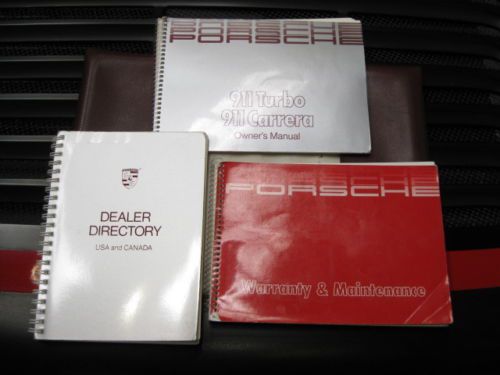 PORSCHE
911 Turbo
911 Carrera
Owner's Manual
DEALER
DIRECTORY
USA and CANADA
PORSCHE
Warranty & Maintenance